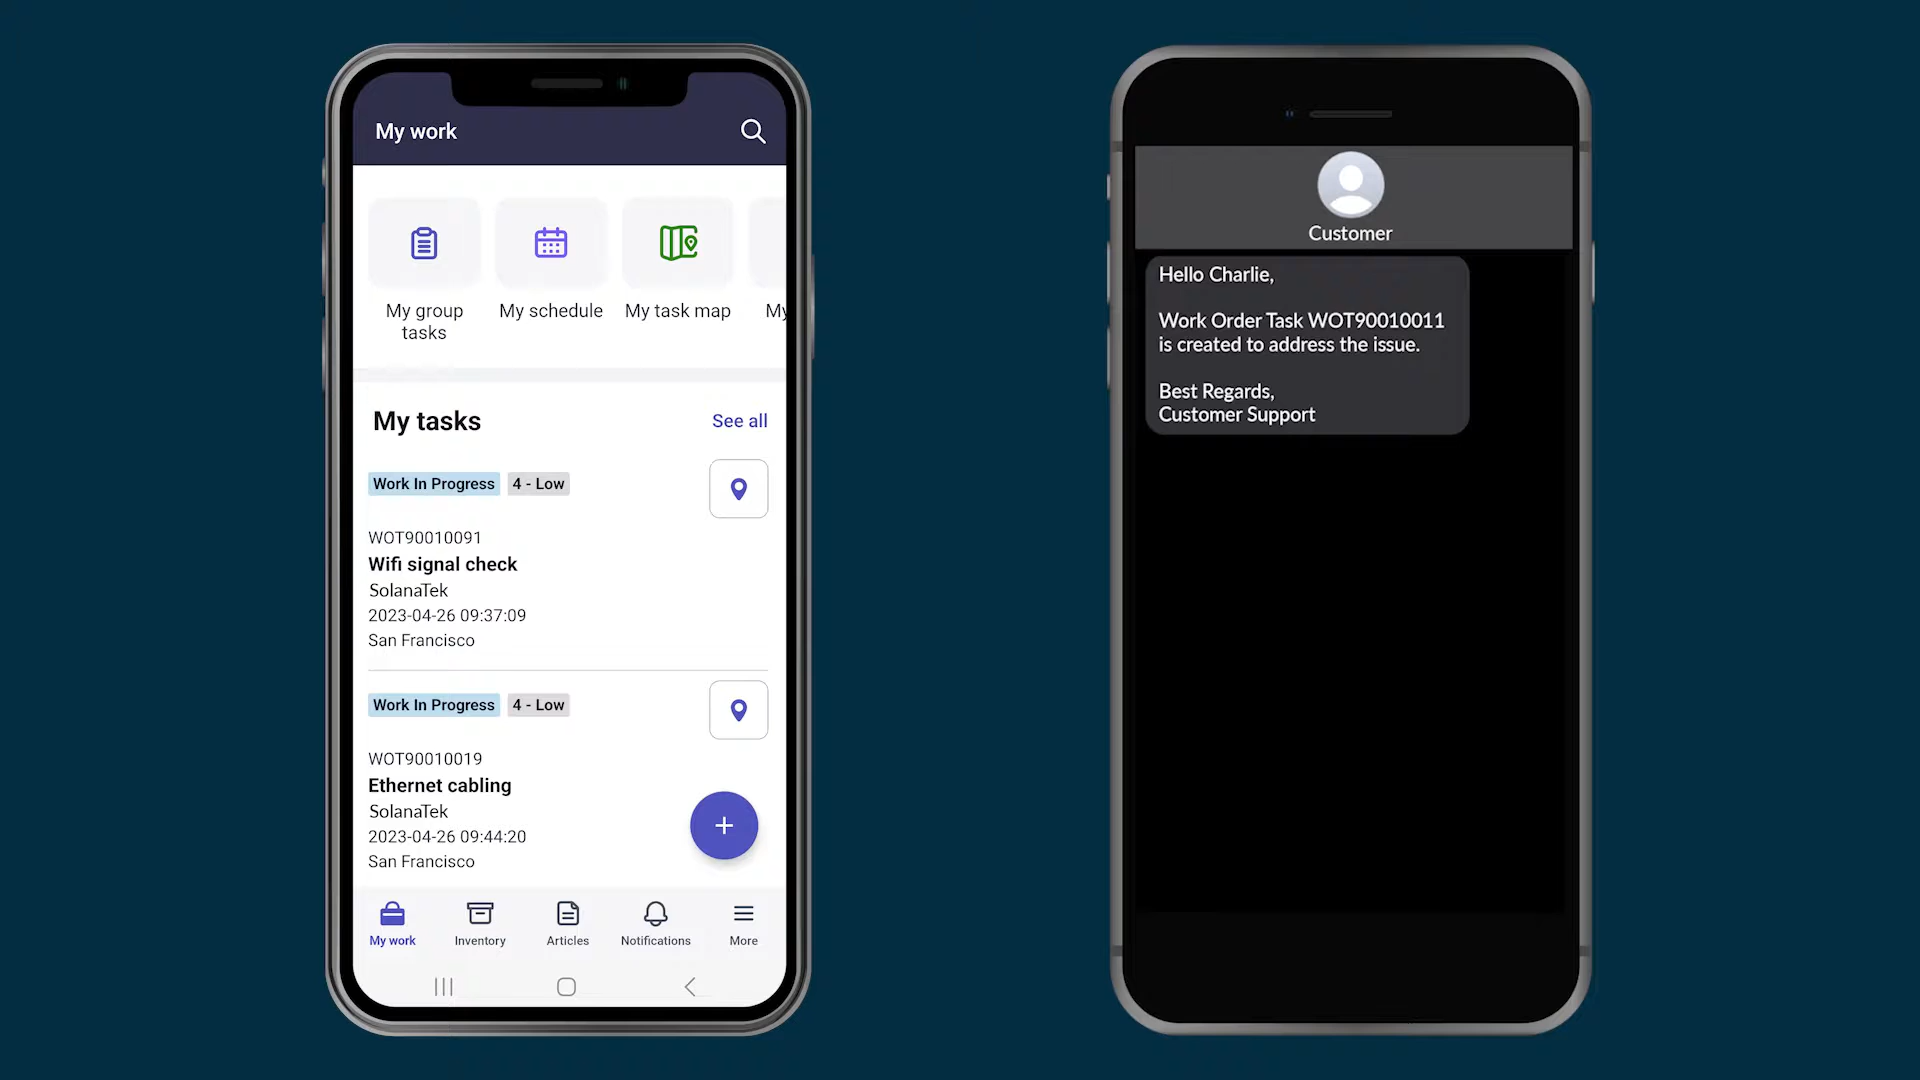 My work
My group
tasks
My schedule
My task map
My
My tasks
See all
Work In Progress
4 - Low
WOT90010091
Wifi signal check
SolanaTek
2023-04-26 09:37:09
San Francisco
Work In Progress
4 - Low
WOT90010019
Ethernet cabling
SolanaTek
2023-04-26 09:44:20
San Francisco
My work
Inventory
Articles
Notifications
More
Customer
Hello Charlie,
Work Order Task WOT90010011
is created to address the issue.
Best Regards,
Customer Support